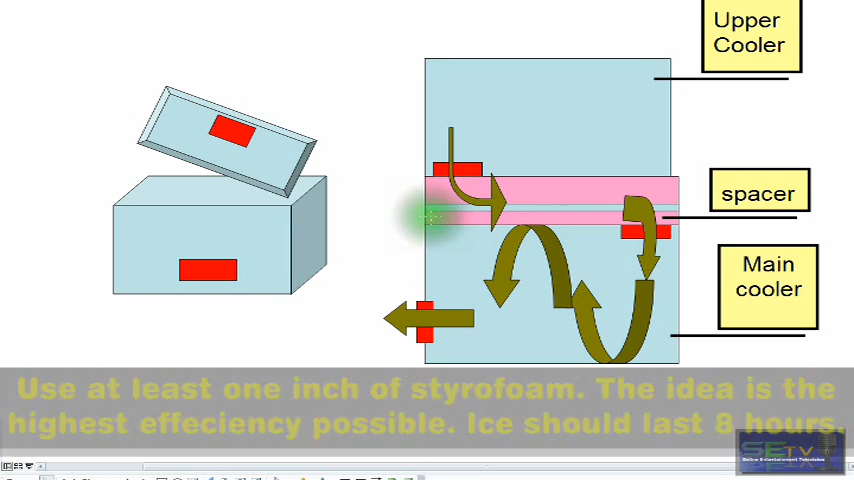 Upper
Cooler
spacer
Main
cooler
Use at least one inch of styrofoam. The idea is the
highest effeciency possible. Ice should last 8 hours.
SETV